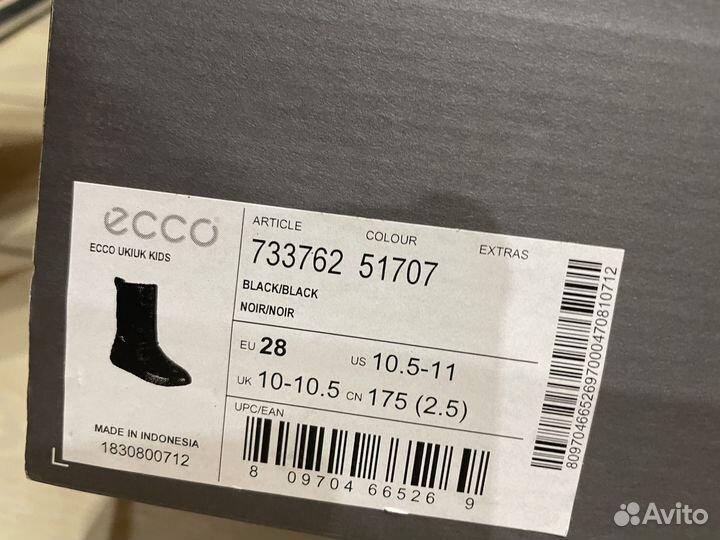 ecco
ECCO UKIUK KIDS
MADE IN INDONESIA
1830800712
ARTICLE COLOUR EXTRAS
733762 51707
BLACK/BLACK
NOIR/NOIR
EU 28 US 10.5-11
UK 10-10.5 CN 175 (2.5)
UPC/EAN
8 09704 66526 9
809704665269700047081​0712
Avito